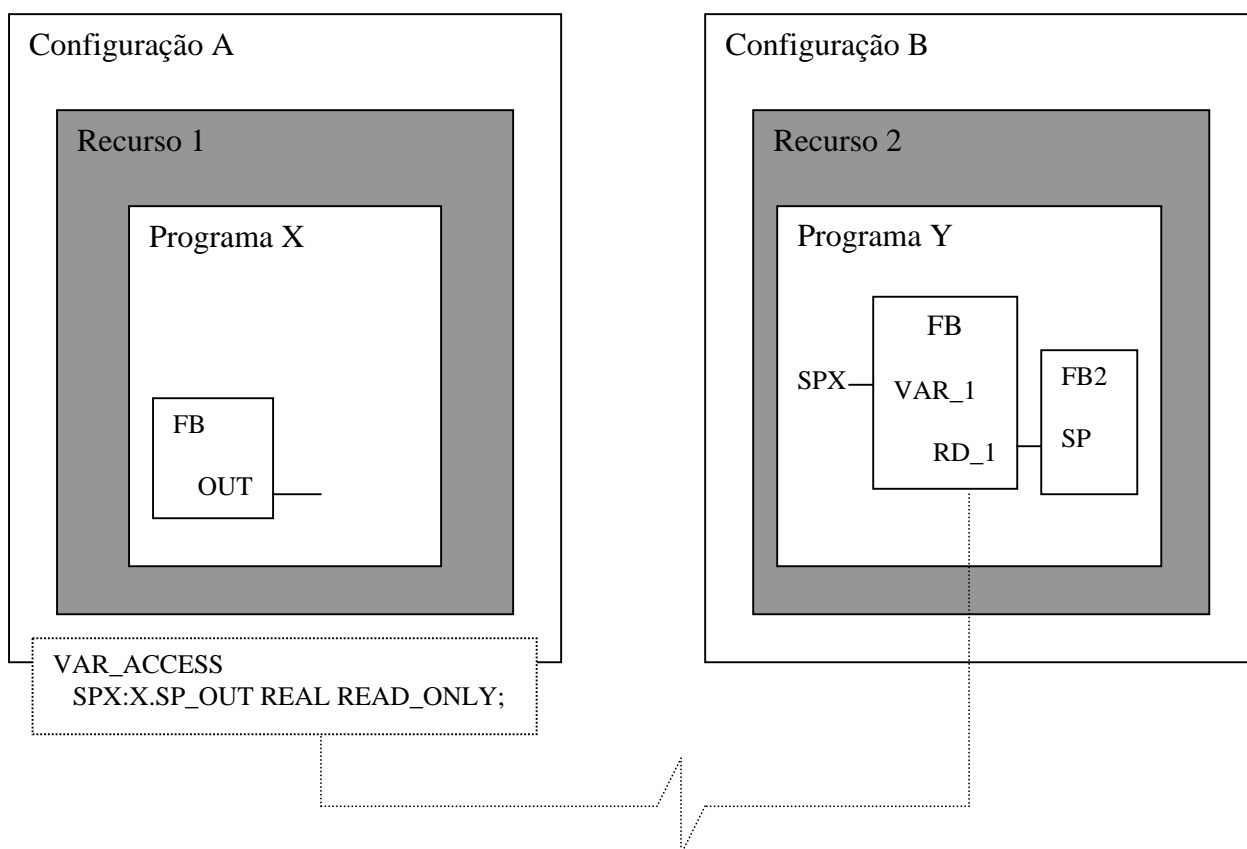 Configuração A
Recurso 1
Programa X
FB
OUT
VAR_ACCESS
SPX:X.SP_OUT REAL READ_ONLY;
Configuração B
Recurso 2
Programa Y
FB
SPX
VAR_1
RD_1
FB2
SP